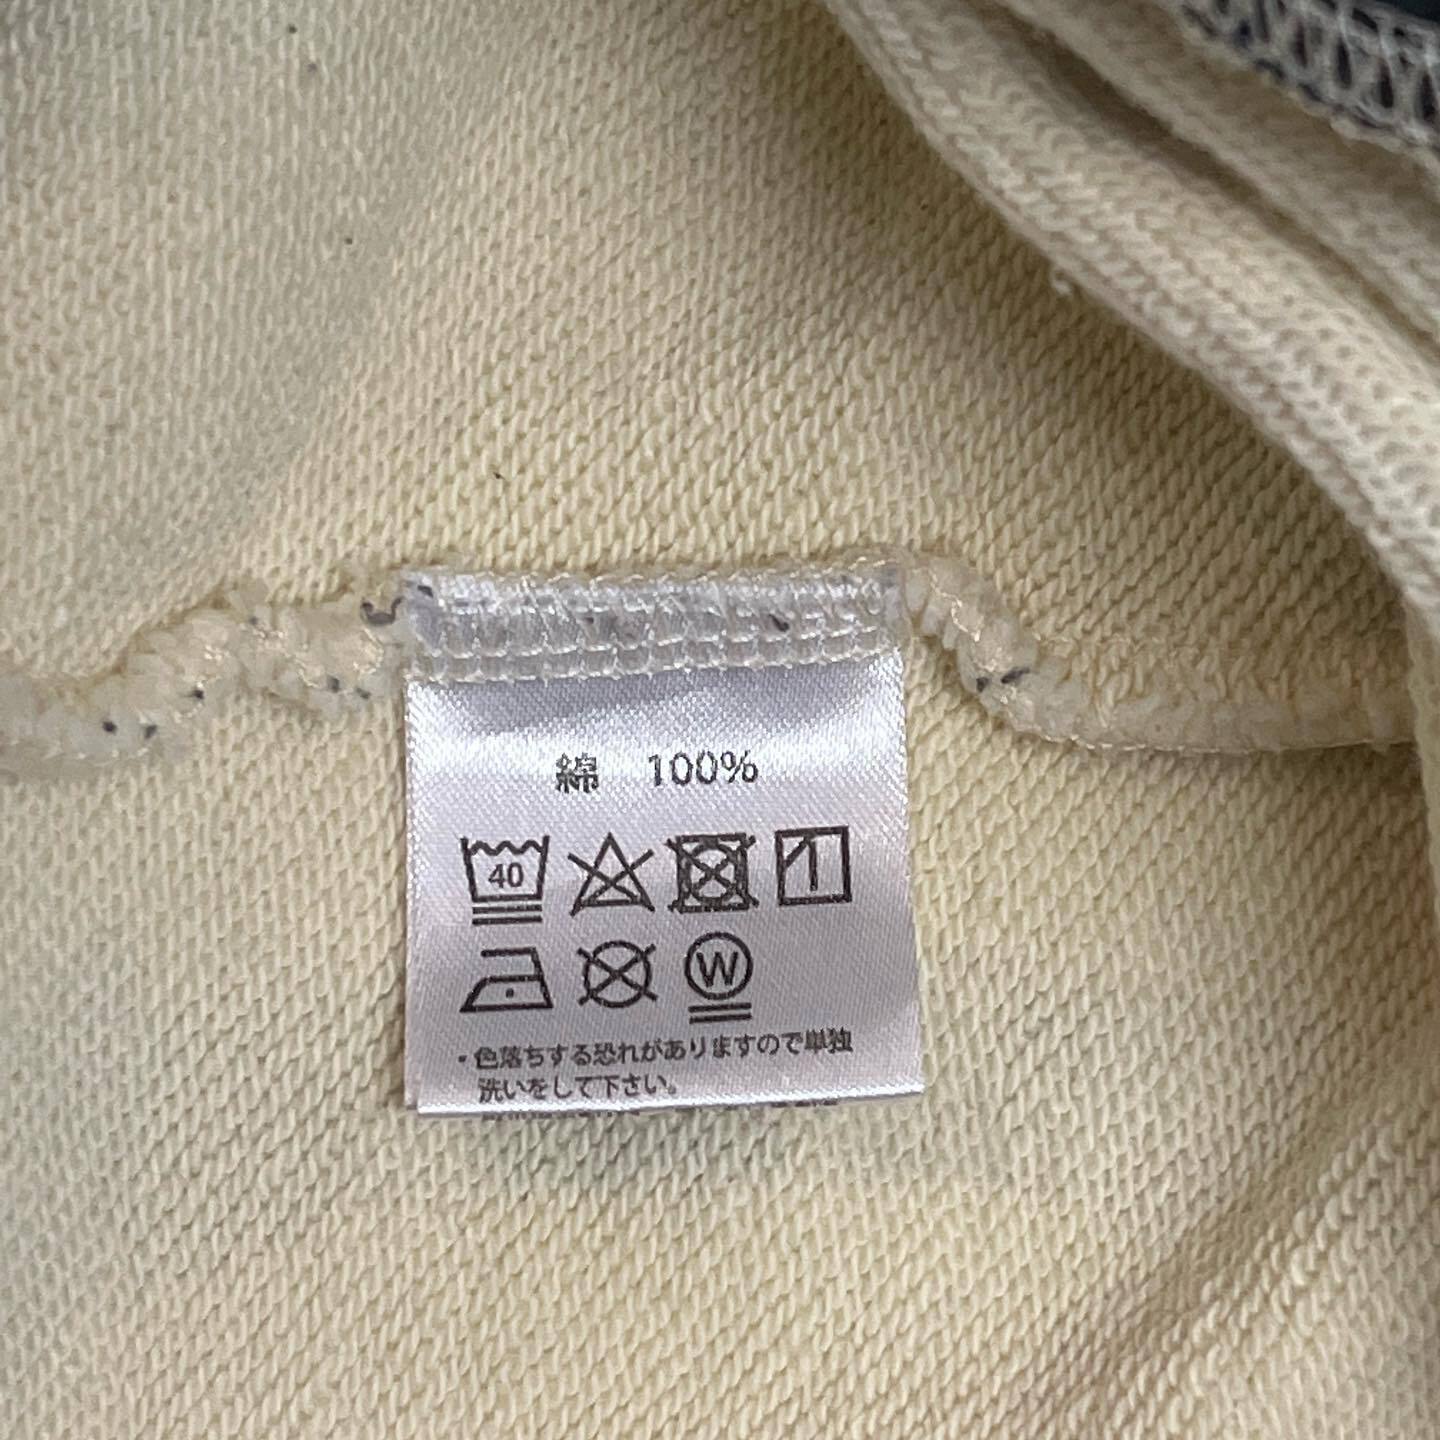 綿 100%
40
W
・色落ちする恐れがありますので単独
洗いをして下さい。